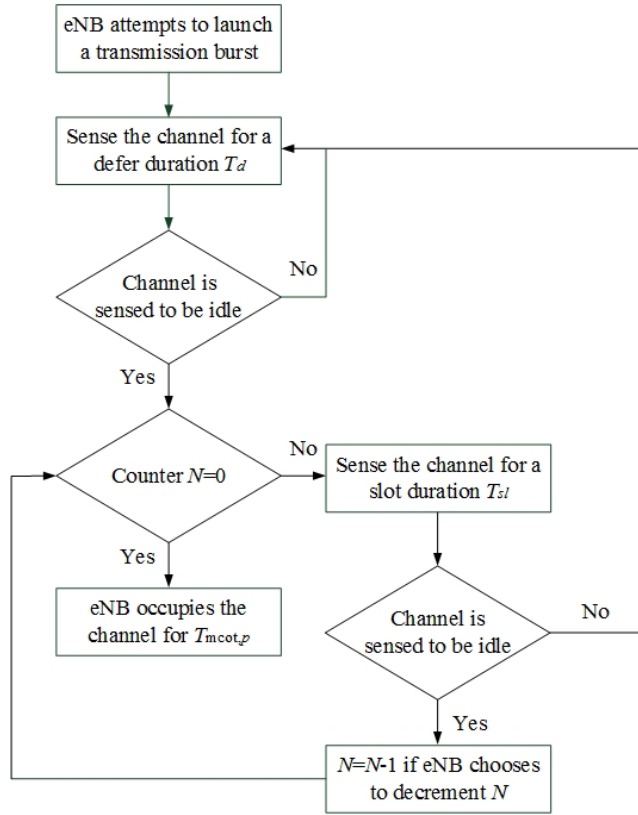 eNB attempts to launch
a transmission burst
Sense the channel for a
defer duration Td
Channel is
sensed to be idle
No
Yes
Counter N=0
No
Sense the channel for a
slot duration Tsl
Yes
eNB occupies the
channel for Tmcot,p
Channel is
sensed to be idle
No
Yes
N=N-1 if eNB chooses
to decrement N